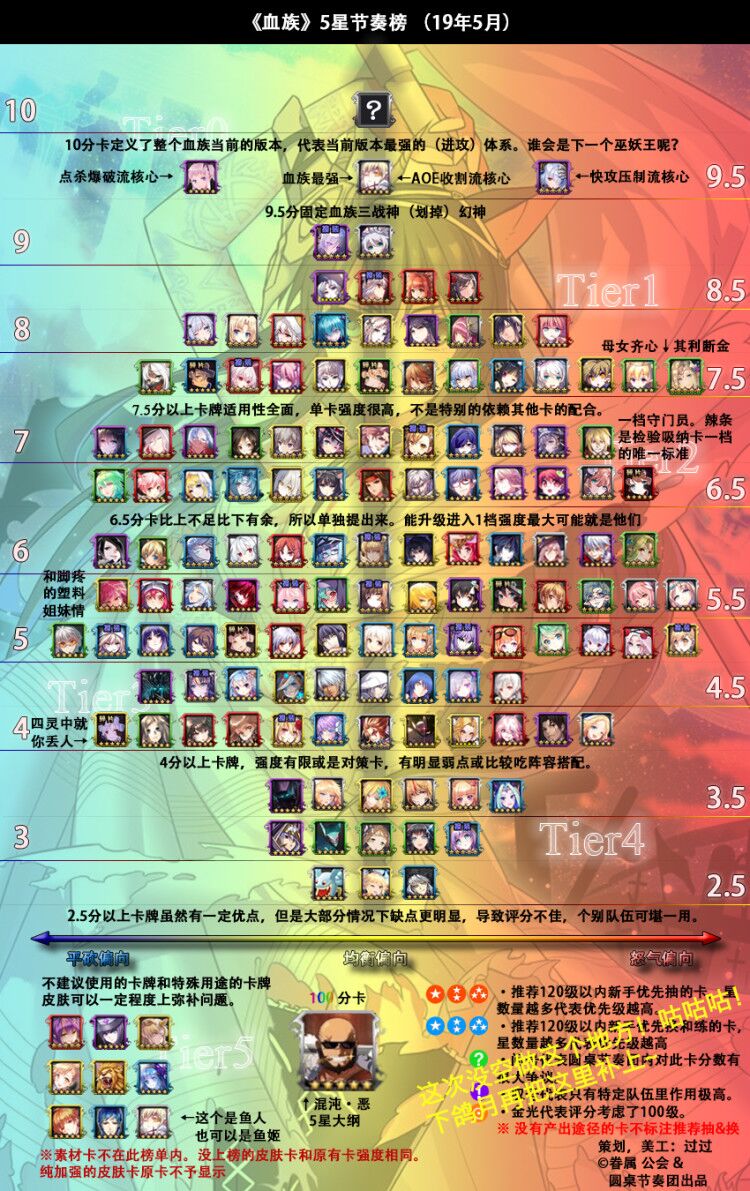 《血族》5星节奏榜 （19年5月）
10
?
Tier0
10分卡定义了整个血族当前的版本，代表当前版本最强的（进攻）体系。谁会是下一个巫妖王呢？
点杀爆破流核心→
血族最强→
←AOE收割流核心
←快攻压制流核心
9.5
9.5分固定血族三战神（划掉）幻神
9
8.5
Tier1
8
母女齐心↓其利断金
7.5
7.5分以上卡牌适用性全面，单卡强度很高，不是特别的依赖其他卡的配合。
7
一档守门员。辣条
是检验吸纳卡一档
的唯一标准
Tier2
6.5
6.5分卡比上不足比下有余，所以单独提出来。能升级进入1档强度最大可能就是他们
6
和脚疼
的塑料
姐妹情
5.5
5
4.5
Tier3
4
四灵中就
你丢人→
4分以上卡牌，强度有限或是对策卡，有明显弱点或比较吃阵容搭配。
3.5
3
Tier4
2.5
2.5分以上卡牌虽然有一定优点，但是大部分情况下缺点更明显，导致评分不佳，个别队伍可堪一用。
平砍偏向
均衡偏向
怒气偏向
不建议使用的卡牌和特殊用途的卡牌
皮肤可以一定程度上弥补问题。
Tier5
←这个是鱼人
也可以是鱼姬
100分卡
↑混沌·恶
5星大纲
·推荐120级以内新手优先抽的卡，星
数量越多代表优先级越高。
·推荐120级以内新手优先和练的卡，
星数量越多优先级越高
代表圆桌节奏团内对此卡分数有
只有特定队伍里作用极高。
金光代表评分考虑了100级。
这次没空做这个地方！咕咕咕！
下鸽月再把这里补上~
※ 没有产出途径的卡不标注推荐抽&换
※素材卡不在此榜单内。没上榜的皮肤卡和原有卡强度相同。
纯加强的皮肤卡原卡不予显示
策划，美工：过过
©眷属 公会 &
圆桌节奏团出品